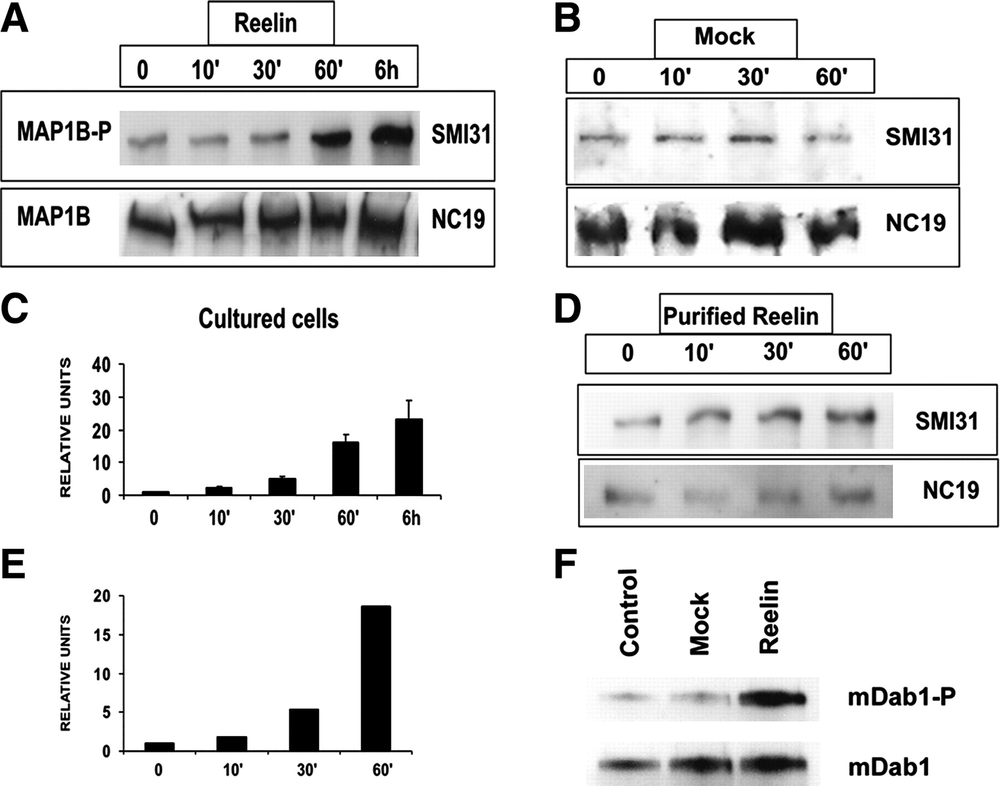 A
Reelin
0 10' 30' 60' 6h
MAP1B-P SMI31
MAP1B NC19
B
Mock
0 10' 30' 60'
SMI31
NC19
C
Cultured cells
RELATIVE UNITS
40
30
20
10
0
0 10' 30' 60' 6h
D
Purified Reelin
0 10' 30' 60'
SMI31
NC19
E
RELATIVE UNITS
20
15
10
5
0
0 10' 30' 60'
F
Control Mock Reelin
mDab1-P
mDab1